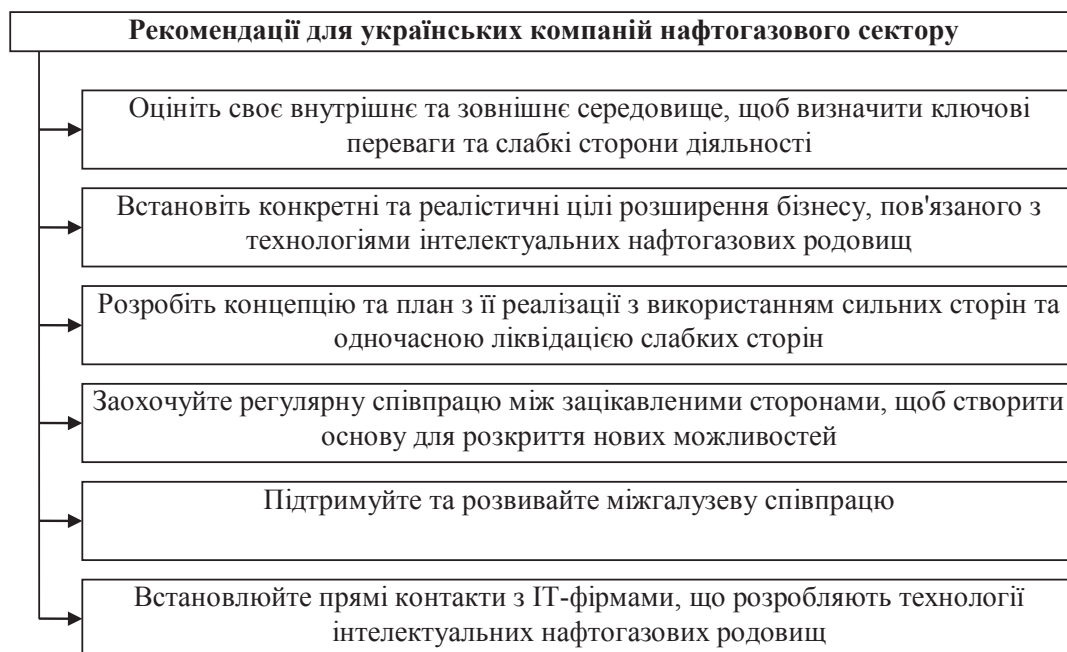 Рекомендації для українських компаній нафтогазового сектору
Оцініть своє внутрішнє та зовнішнє середовище, щоб визначити ключові
переваги та слабкі сторони діяльності
Встановіть конкретні та реалістичні цілі розширення бізнесу, пов'язаного з
технологіями інтелектуальних нафтогазових родовищ
Розробіть концепцію та план з її реалізації з використанням сильних сторін та
одночасною ліквідацією слабких сторін
Заохочуйте регулярну співпрацю між зацікавленими сторонами, щоб створити
основу для розкриття нових можливостей
Підтримуйте та розвивайте міжгалузеву співпрацю
Встановлюйте прямі контакти з ІТ-фірмами, що розробляють технології
інтелектуальних нафтогазових родовищ